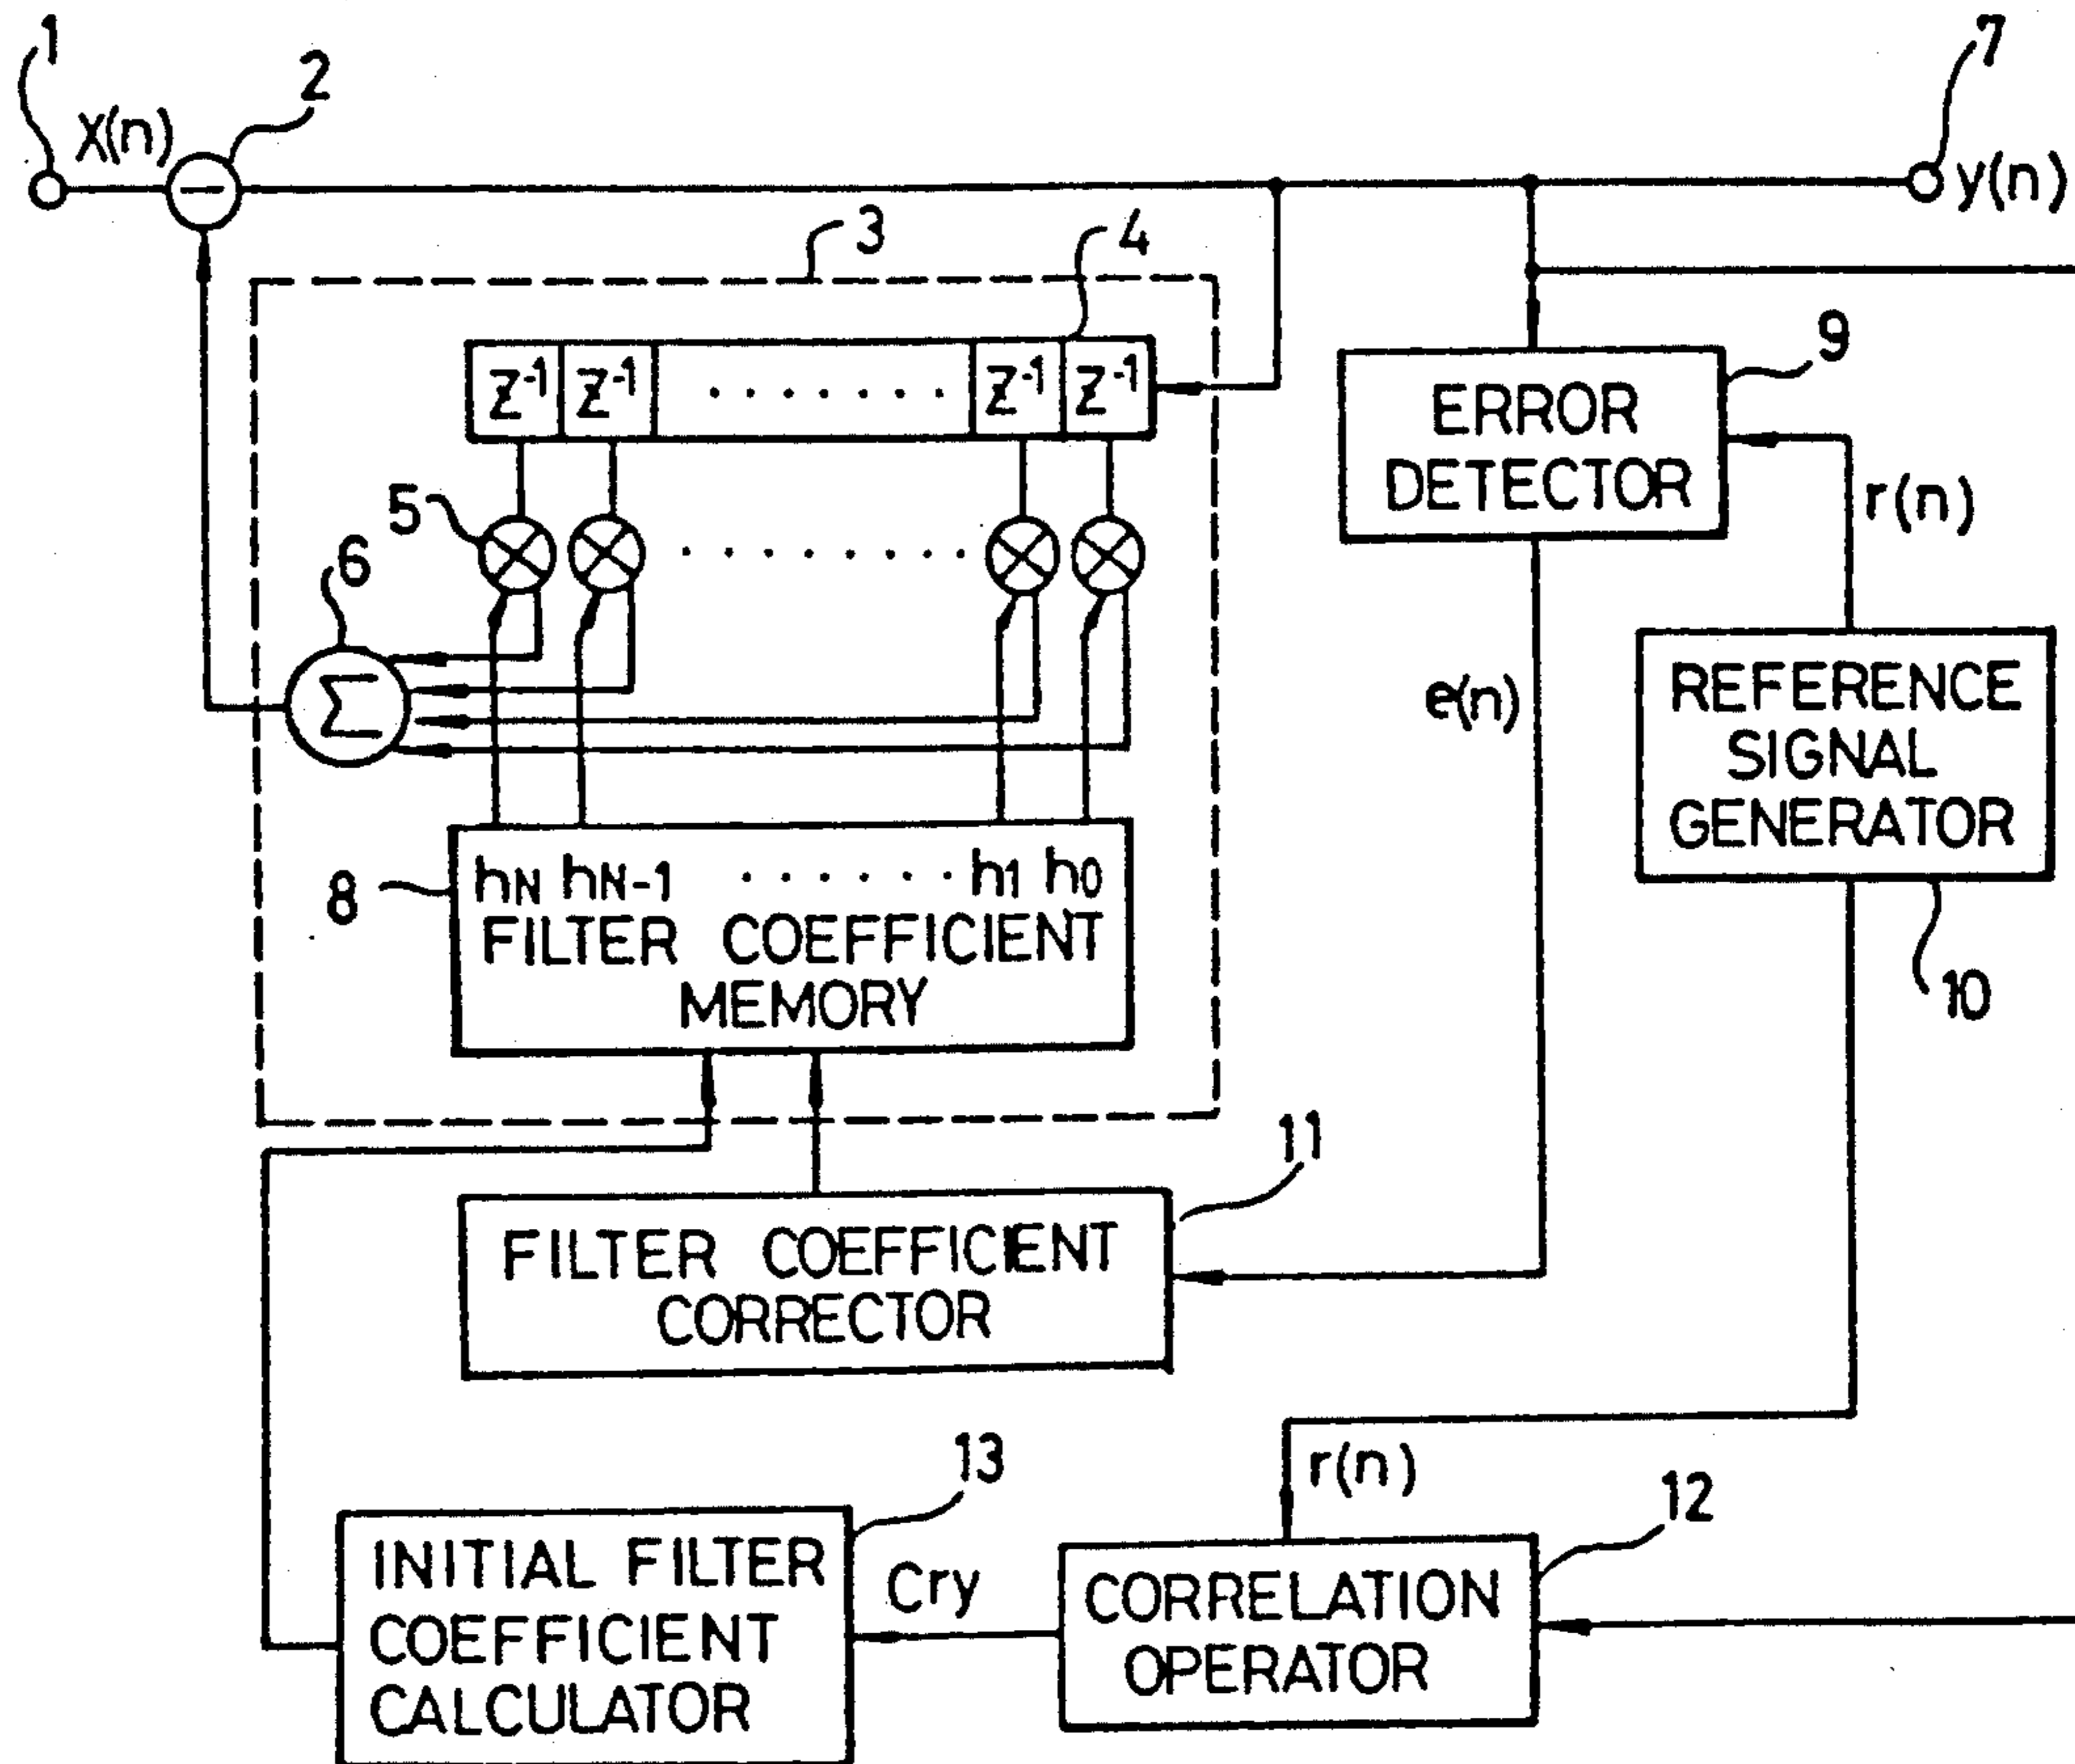 1
2
7
X(n)
−
y(n)
3
4
Z-1 Z-1 ....... Z-1 Z-1
9
ERROR
DETECTOR
r(n)
5
........
6
Σ
e(n)
REFERENCE
SIGNAL
GENERATOR
10
8
hN hN-1 ...... h1 h0
FILTER COEFFICIENT
MEMORY
11
FILTER COEFFICIENT
CORRECTOR
r(n)
13
12
INITIAL FILTER
COEFFICIENT
CALCULATOR
Cry
CORRELATION
OPERATOR